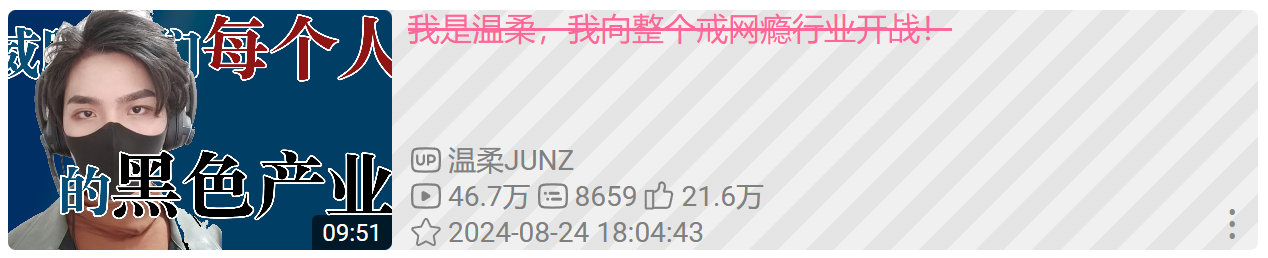 每个人
的黑色产业
09:51
我是温柔，我向整个戒网瘾行业开战！
UP 温柔JUNZ
46.7万 8659 21.6万
2024-08-24 18:04:43